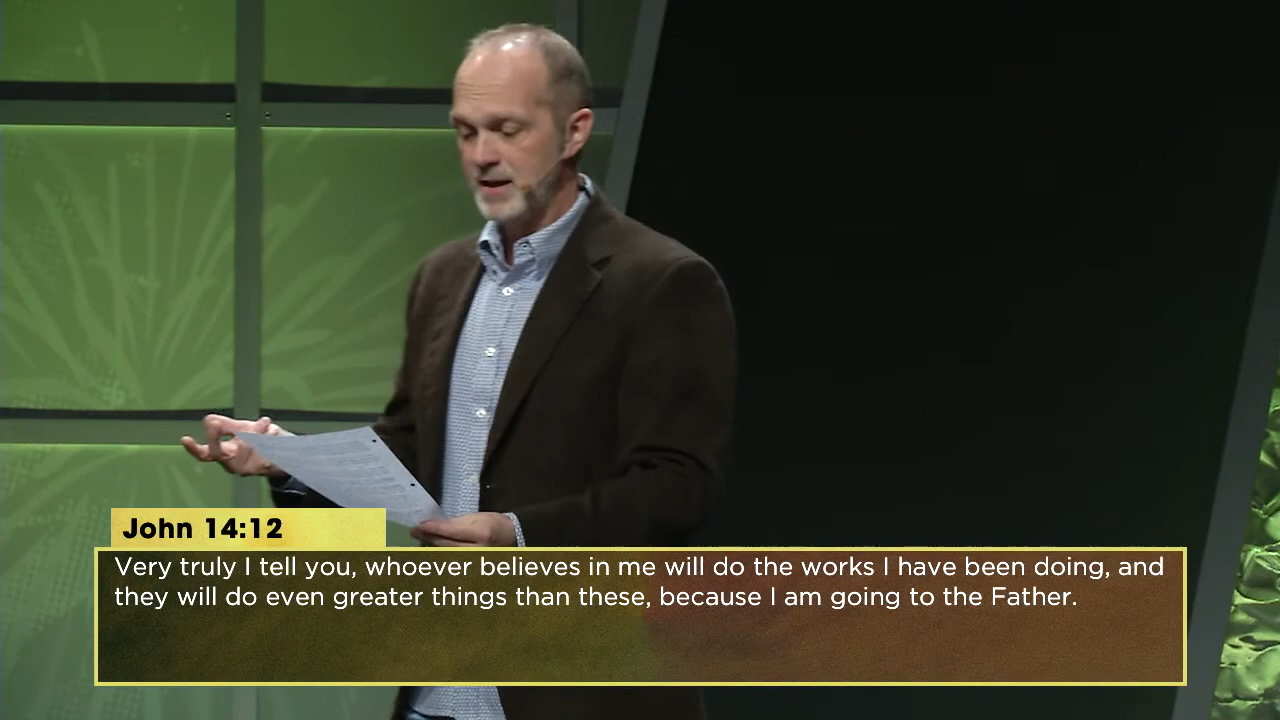 John 14:12
Very truly I tell you, whoever believes in me will do the works I have been doing, and
they will do even greater things than these, because I am going to the Father.